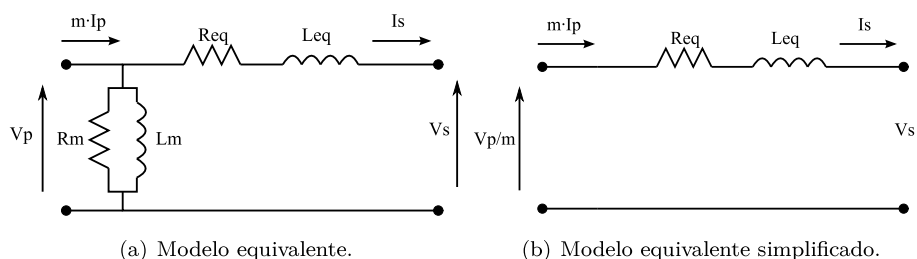 m·Ip
Req
Leq
Is
Vp
Rm
Lm
Vs
(a) Modelo equivalente.
m·Ip
Req
Leq
Is
Vp/m
Vs
(b) Modelo equivalente simplificado.